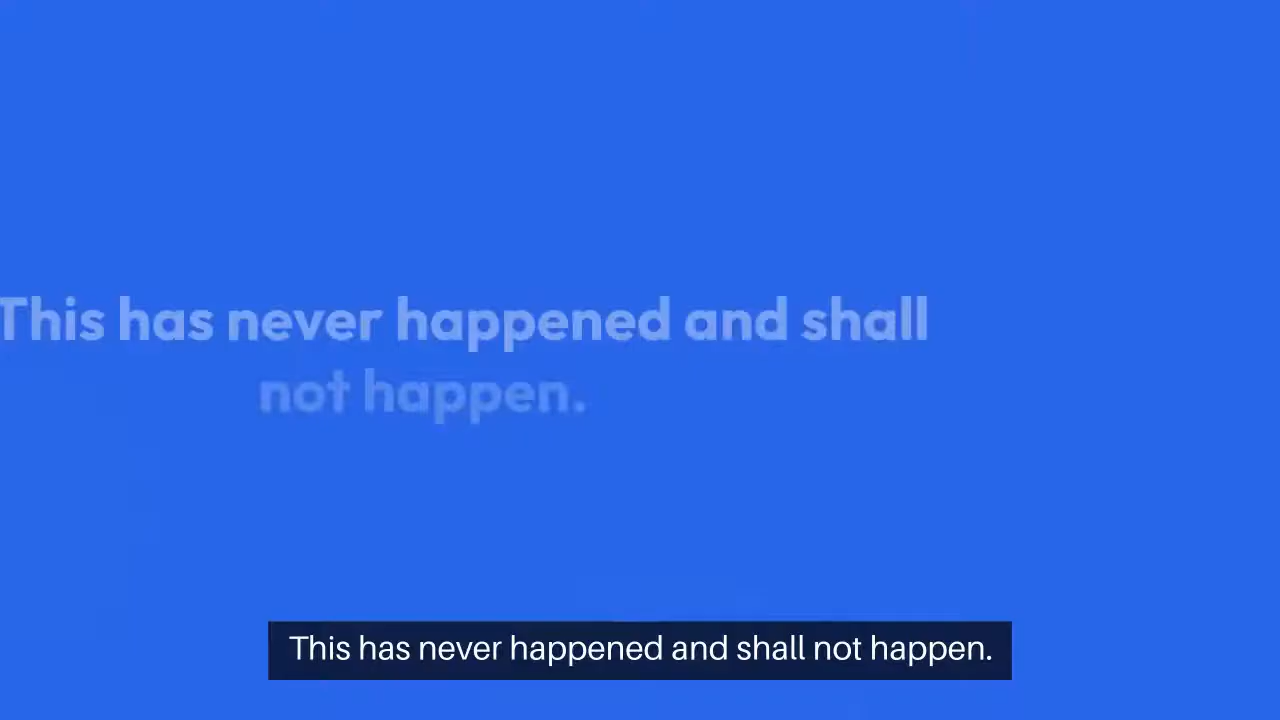 This has never happened and shall
not happen.
This has never happened and shall not happen.